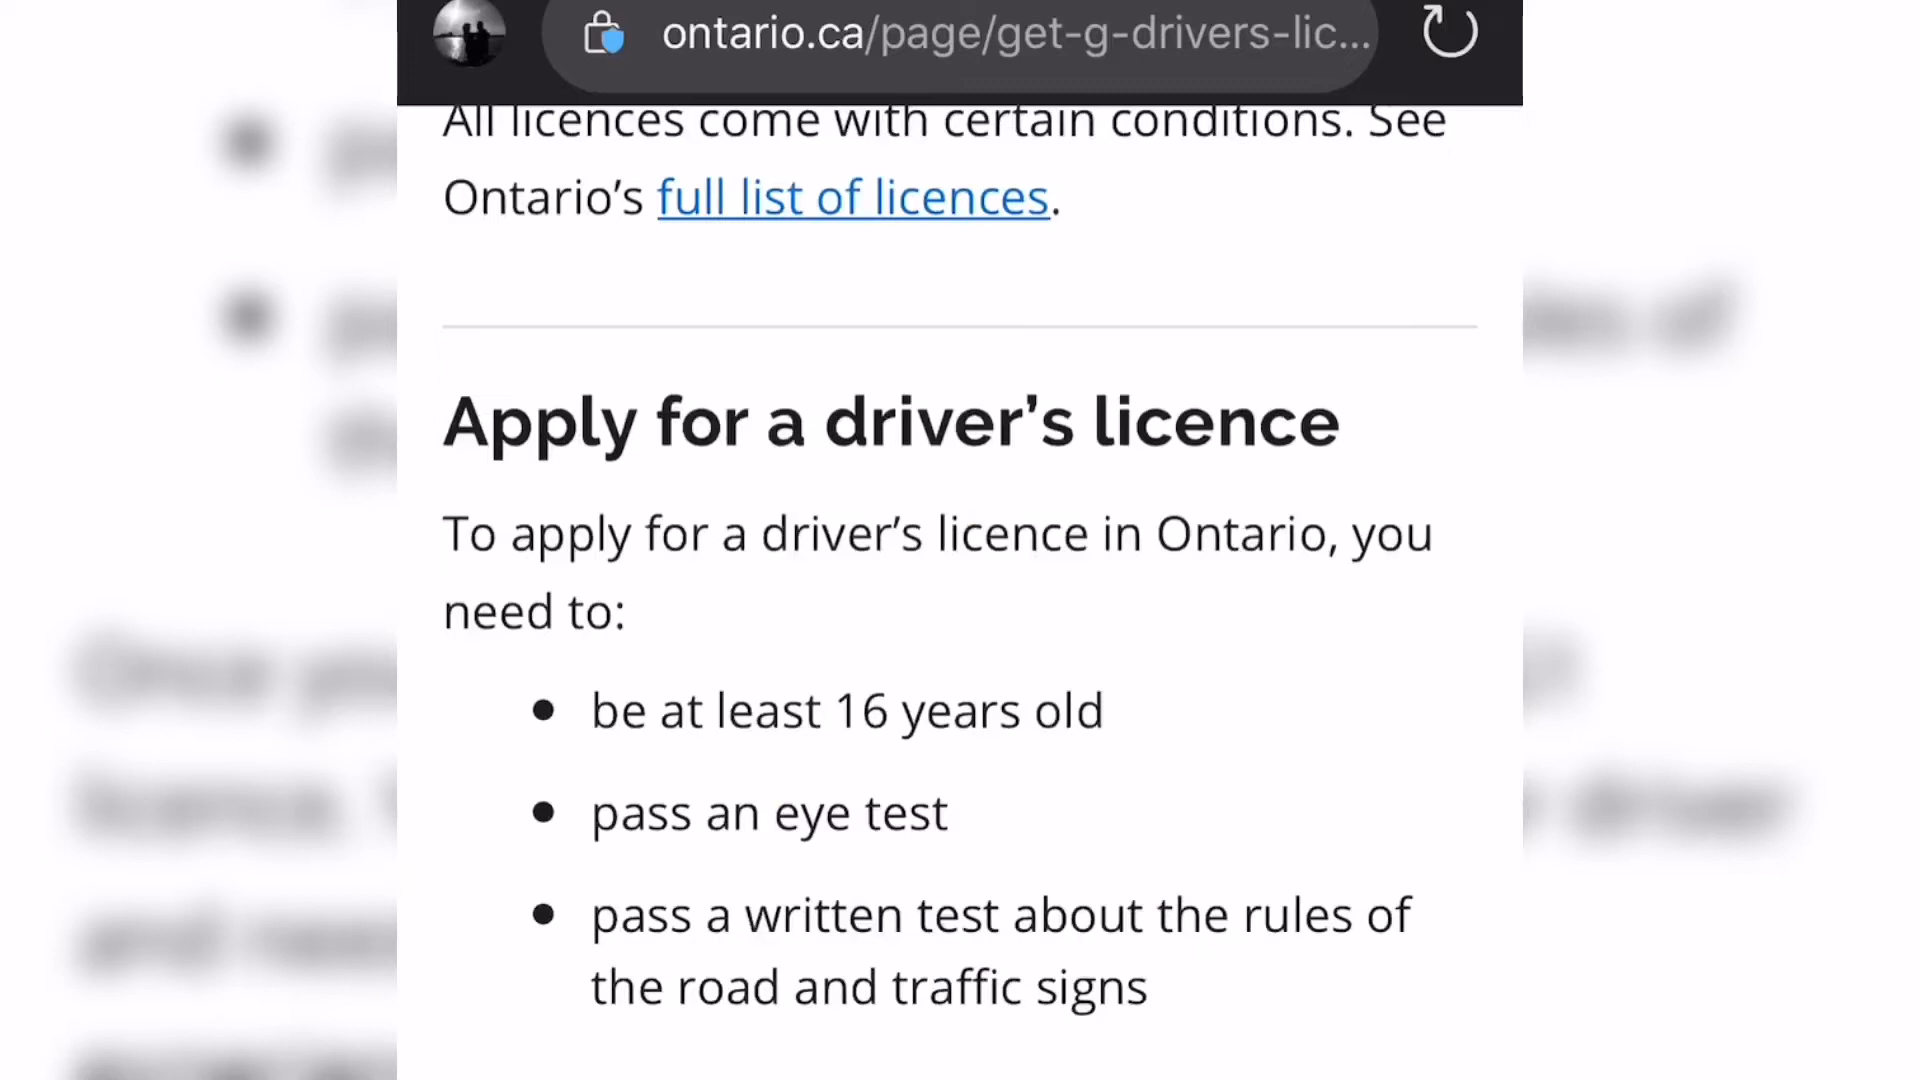 ontario.ca/page/get-g-drivers-lic...
All licences come with certain conditions. See
Ontario’s full list of licences.
Apply for a driver’s licence
To apply for a driver’s licence in Ontario, you
need to:
• be at least 16 years old
• pass an eye test
• pass a written test about the rules of
the road and traffic signs